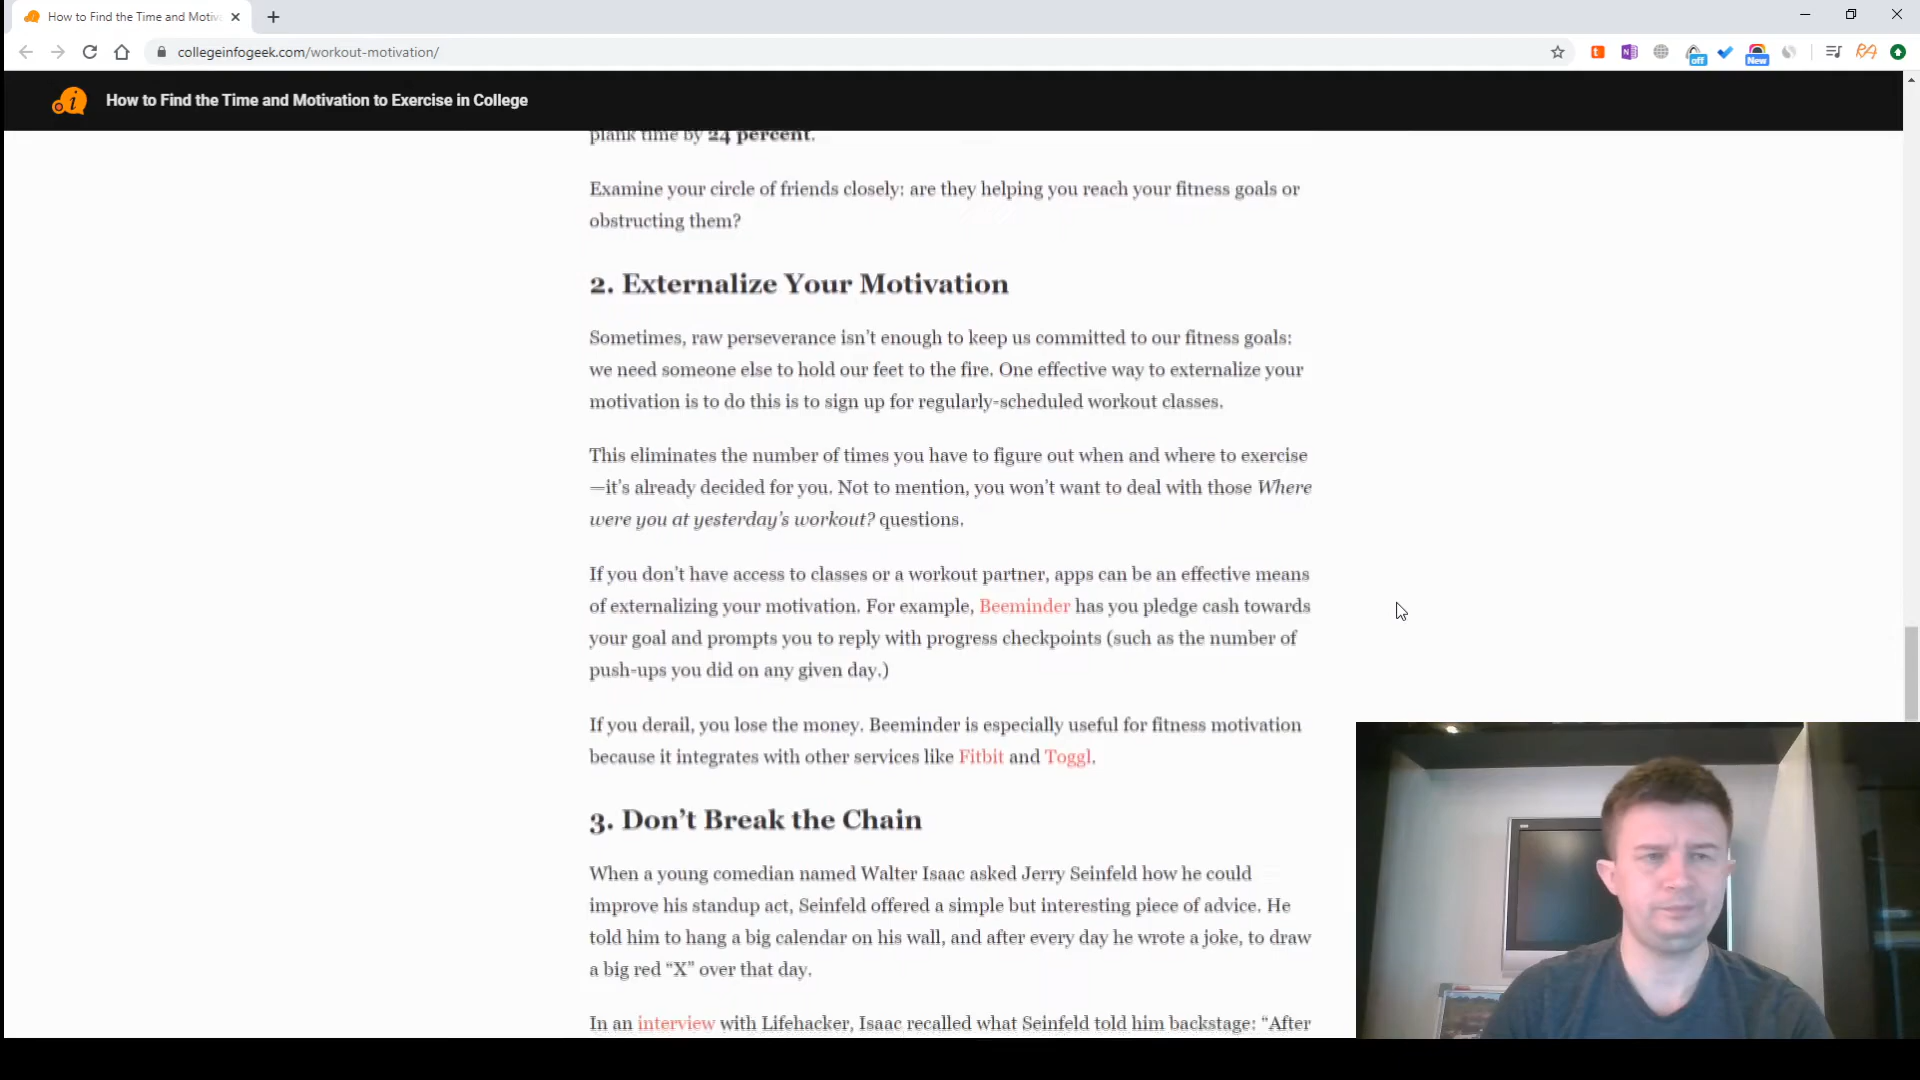 How to Find the Time and Motiv
collegeinfogeek.com/workout-motivation/
off
New
How to Find the Time and Motivation to Exercise in College
plank time by 24 percent.
Examine your circle of friends closely: are they helping you reach your fitness goals or
obstructing them?
2. Externalize Your Motivation
Sometimes, raw perseverance isn’t enough to keep us committed to our fitness goals:
we need someone else to hold our feet to the fire. One effective way to externalize your
motivation is to do this is to sign up for regularly-scheduled workout classes.
This eliminates the number of times you have to figure out when and where to exercise
—it’s already decided for you. Not to mention, you won’t want to deal with those Where
were you at yesterday’s workout? questions.
If you don’t have access to classes or a workout partner, apps can be an effective means
of externalizing your motivation. For example, Beeminder has you pledge cash towards
your goal and prompts you to reply with progress checkpoints (such as the number of
push-ups you did on any given day.)
If you derail, you lose the money. Beeminder is especially useful for fitness motivation
because it integrates with other services like Fitbit and Toggl.
3. Don’t Break the Chain
When a young comedian named Walter Isaac asked Jerry Seinfeld how he could
improve his standup act, Seinfeld offered a simple but interesting piece of advice. He
told him to hang a big calendar on his wall, and after every day he wrote a joke, to draw
a big red “X” over that day.
In an interview with Lifehacker, Isaac recalled what Seinfeld told him backstage: “After